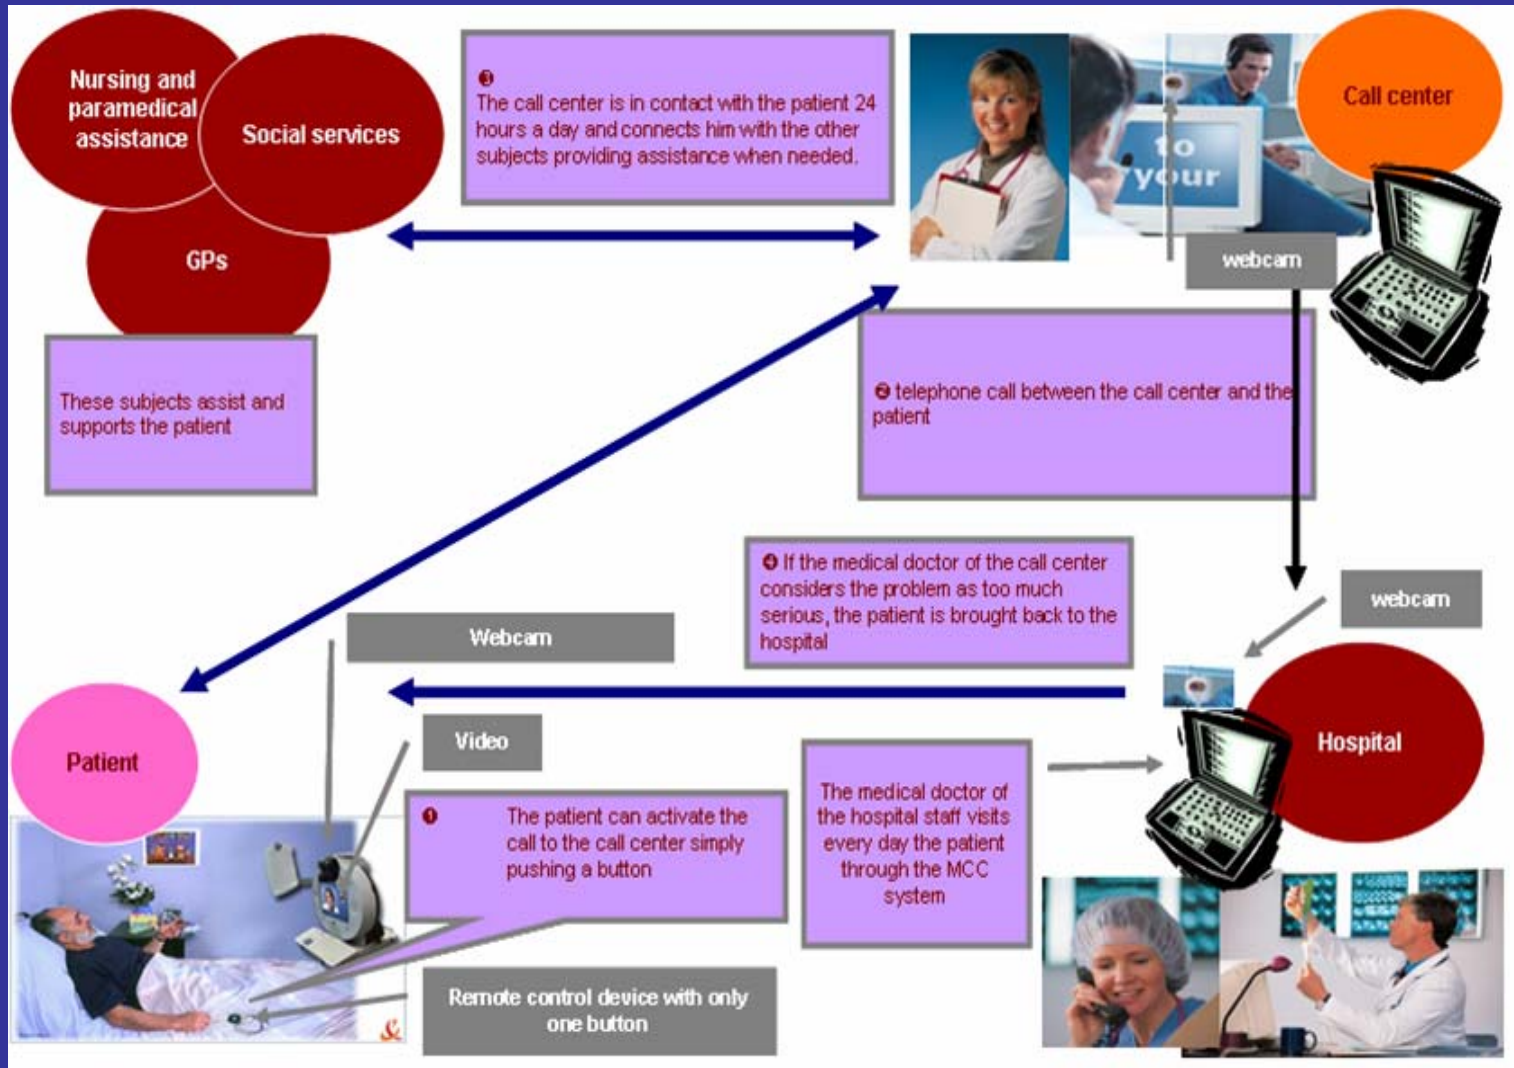 Nursing and
paramedical
assistance
Social services
GPs
These subjects assist and
supports the patient
❸
The call center is in contact with the patient 24
hours a day and connects him with the other
subjects providing assistance when needed.
to
your
Call center
webcam
❷ telephone call between the call center and the
patient
❹ If the medical doctor of the call center
considers the problem as too much
serious, the patient is brought back to the
hospital
webcam
Webcam
Video
Patient
Hospital
❶ The patient can activate the
call to the call center simply
pushing a button
The medical doctor of
the hospital staff visits
every day the patient
through the MCC
system
Remote control device with only
one button